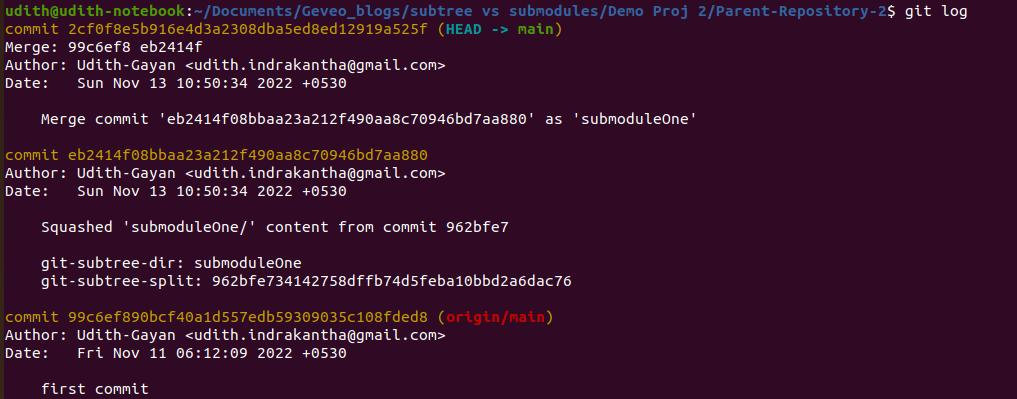 udith@udith-notebook:~/Documents/Geveo_blogs/subtree vs submodules/Demo Proj 2/Parent-Repository-2$ git log
commit 2cf0f8e5b916e4d3a2308dba5ed8ed12919a525f (HEAD -> main)
Merge: 99c6ef8 eb2414f
Author: Udith-Gayan <udith.indrakantha@gmail.com>
Date:   Sun Nov 13 10:50:34 2022 +0530
    Merge commit 'eb2414f08bbaa23a212f490aa8c70946bd7aa880' as 'submoduleOne'
commit eb2414f08bbaa23a212f490aa8c70946bd7aa880
Author: Udith-Gayan <udith.indrakantha@gmail.com>
Date:   Sun Nov 13 10:50:34 2022 +0530
    Squashed 'submoduleOne/' content from commit 962bfe7
    git-subtree-dir: submoduleOne
    git-subtree-split: 962bfe734142758dffb74d5feba10bbd2a6dac76
commit 99c6ef890bcf40a1d557edb59309035c108fded8 (origin/main)
Author: Udith-Gayan <udith.indrakantha@gmail.com>
Date:   Fri Nov 11 06:12:09 2022 +0530
    first commit